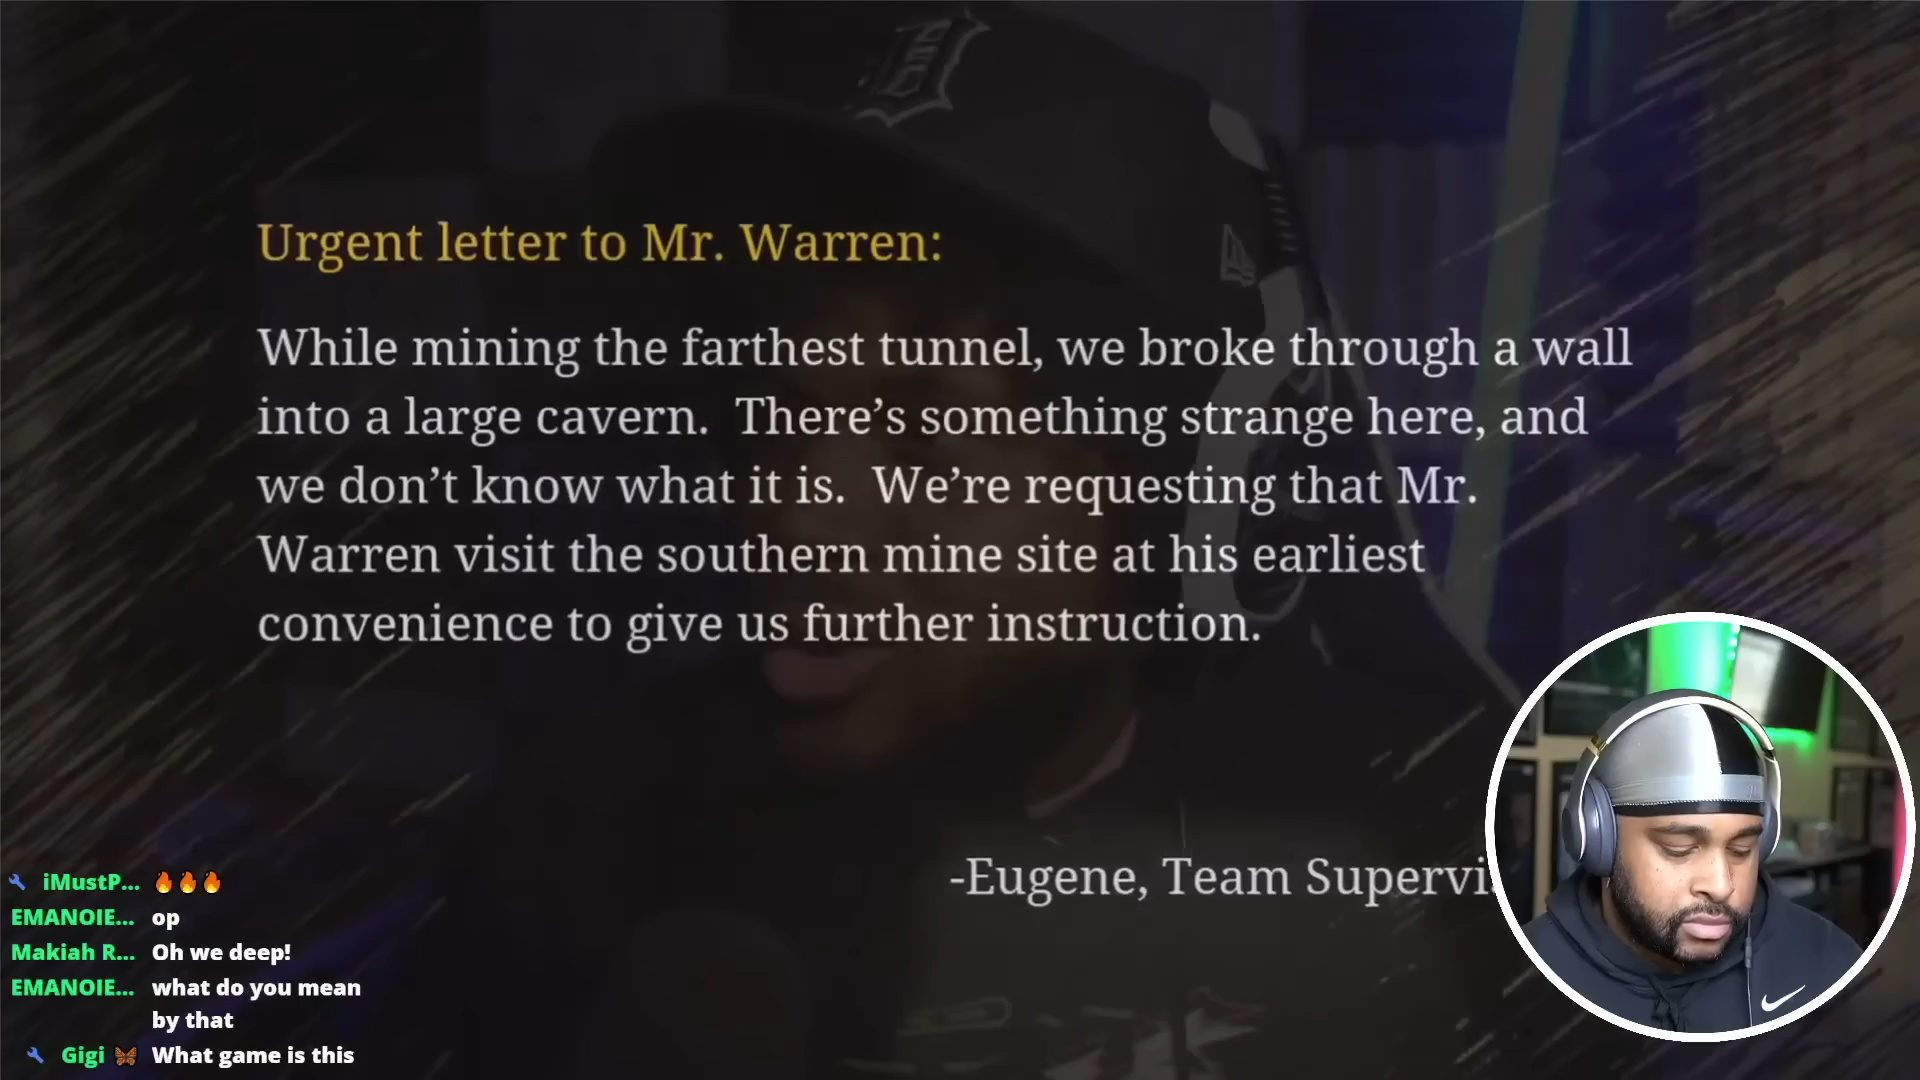 Urgent letter to Mr. Warren:
While mining the farthest tunnel, we broke through a wall
into a large cavern.  There’s something strange here, and
we don’t know what it is.  We’re requesting that Mr.
Warren visit the southern mine site at his earliest
convenience to give us further instruction.
-Eugene, Team
iMustP... 🔥🔥🔥
EMANOIE... op
Makiah R... Oh we deep!
EMANOIE... what do you mean
by that
Gigi 🦋 What game is this